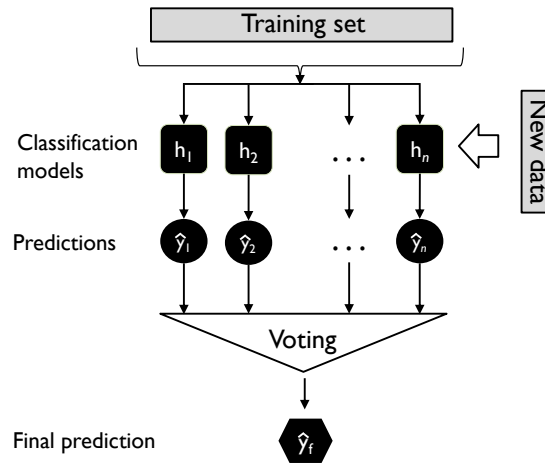 Training set
Classification
models
h₁ h₂ ... hₙ
New data
Predictions
ŷ₁ ŷ₂ ... ŷₙ
Voting
Final prediction
ŷf